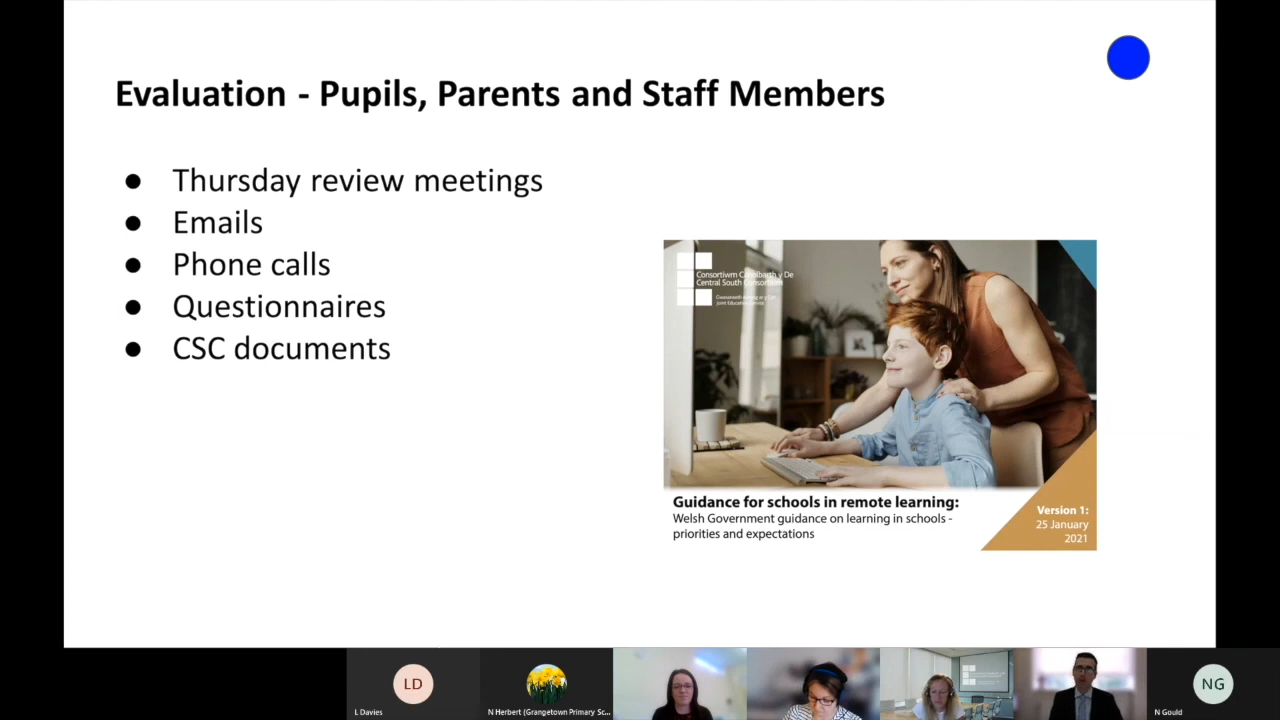 Evaluation - Pupils, Parents and Staff Members
● Thursday review meetings
● Emails
● Phone calls
● Questionnaires
● CSC documents
Consortiwm Canolbarth y De
Central South Consortium
Guidance for schools in remote learning:
Welsh Government guidance on learning in schools -
priorities and expectations
Version 1:
25 January
2021
LD
L Davies
N Herbert (Grangetown Primary Sc...
NG
N Gould